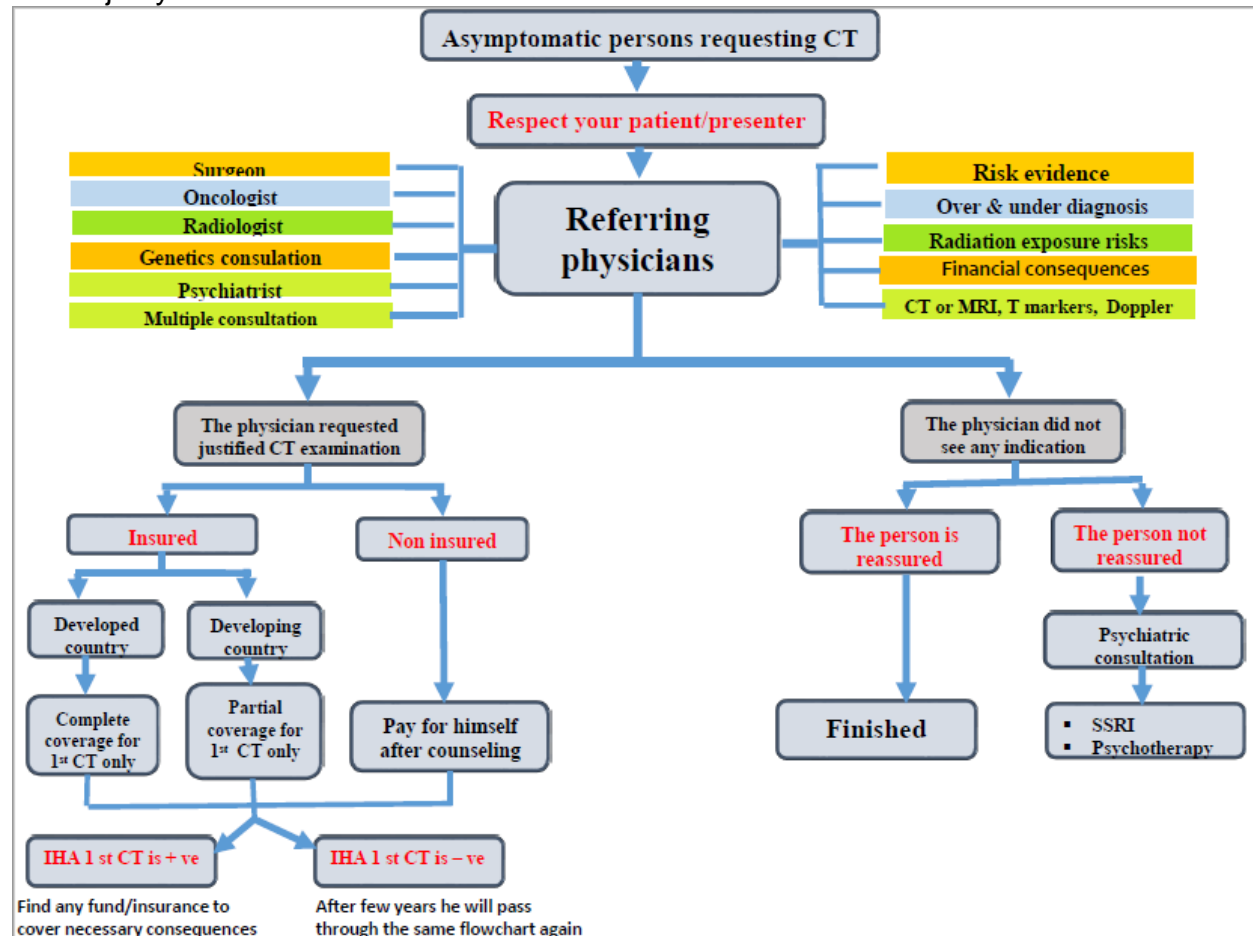 Asymptomatic persons requesting CT
Respect your patient/presenter
Surgeon
Oncologist
Radiologist
Genetics consulation
Psychiatrist
Multiple consultation
Referring
physicians
Risk evidence
Over & under diagnosis
Radiation exposure risks
Financial consequences
CT or MRI, T markers, Doppler
The physician requested
justified CT examination
The physician did not
see any indication
Insured
Non insured
The person is
reassured
The person not
reassured
Developed
country
Developing
country
Psychiatric
consultation
Complete
coverage for
1st CT only
Partial
coverage for
1st CT only
Pay for himself
after counseling
Finished
▪ SSRI
▪ Psychotherapy
IHA 1 st CT is + ve
IHA 1 st CT is – ve
Find any fund/insurance to
cover necessary consequences
After few years he will pass
through the same flowchart again